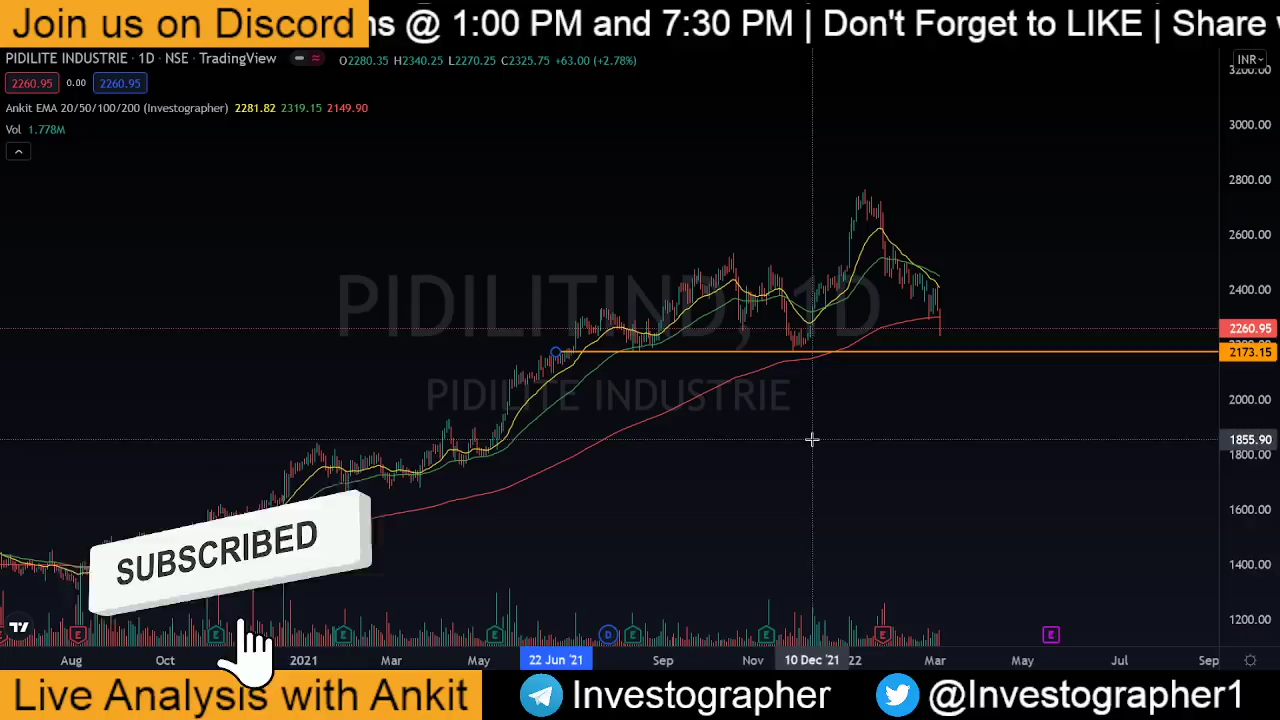 Join us on Discord
ns @ 1:00 PM and 7:30 PM | Don't Forget to LIKE | Share
PIDILITE INDUSTRIE · 1D · NSE · TradingView
O2280.35 H2340.25 L2270.25 C2325.75 +63.00 (+2.78%)
INR
3200.00
2260.95 0.00 2260.95
Ankit EMA 20/50/100/200 (Investographer) 2281.82 2319.15 2149.90
Vol 1.778M
3000.00
2800.00
2600.00
2400.00
PIDILITIND, 1D
2260.95
2173.15
PIDILITE INDUSTRIE
2000.00
1855.90
1800.00
1600.00
SUBSCRIBED
1400.00
1200.00
E E E E D E E E E
Aug Oct 2021 Mar May 22 Jun '21 Sep Nov 10 Dec '21 22 Mar May Jul Sep
Live Analysis with Ankit
Investographer
@Investographer1